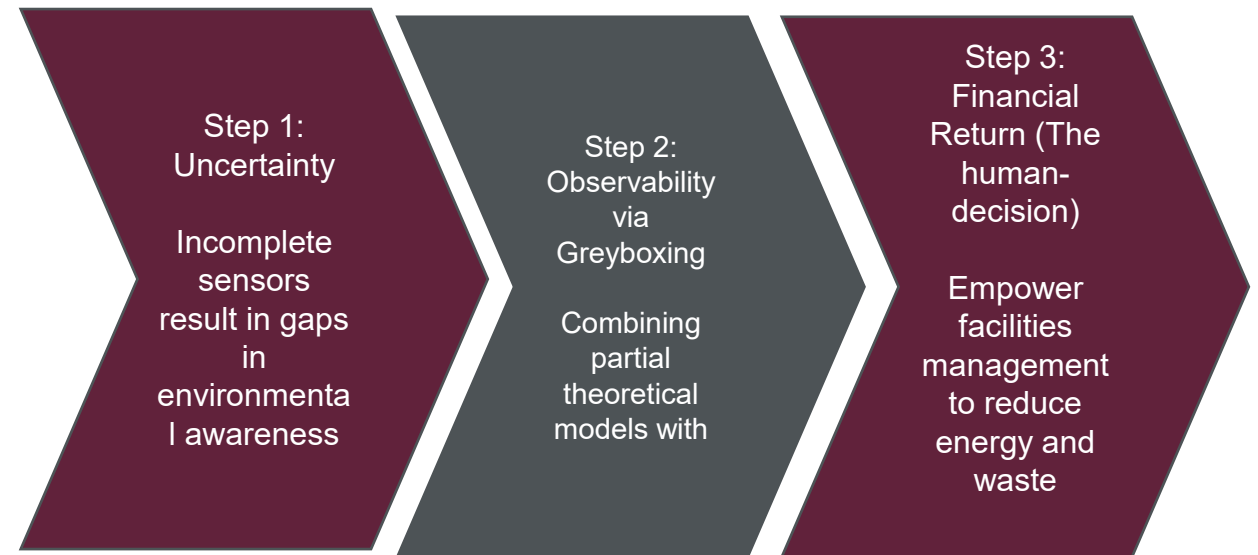 Step 1:
Uncertainty
Incomplete
sensors
result in gaps
in
environmenta
l awareness
Step 2:
Observability
via
Greyboxing
Combining
partial
theoretical
models with
Step 3:
Financial
Return (The
human-
decision)
Empower
facilities
management
to reduce
energy and
waste